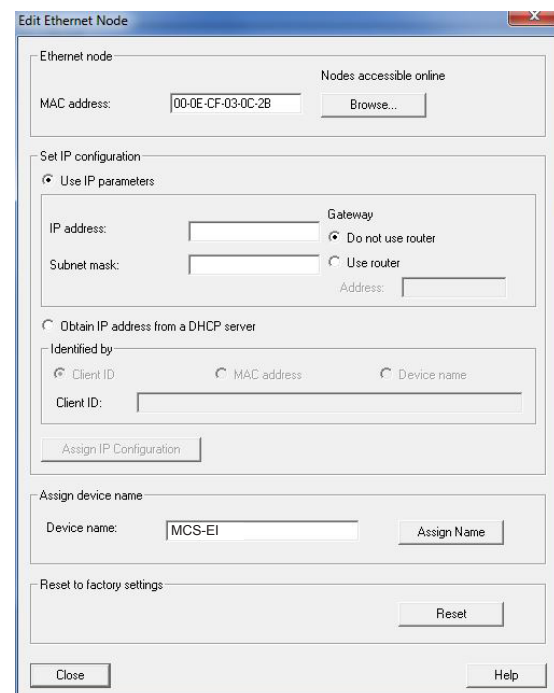 Edit Ethernet Node
x
Ethernet node
Nodes accessible online
MAC address: 00-0E-CF-03-0C-2B Browse...
Set IP configuration
Use IP parameters
Gateway
IP address:
Do not use router
Subnet mask:
Use router
Address:
Obtain IP address from a DHCP server
Identified by
Client ID MAC address Device name
Client ID:
Assign IP Configuration
Assign device name
Device name: MCS-EI Assign Name
Reset to factory settings
Reset
Close Help